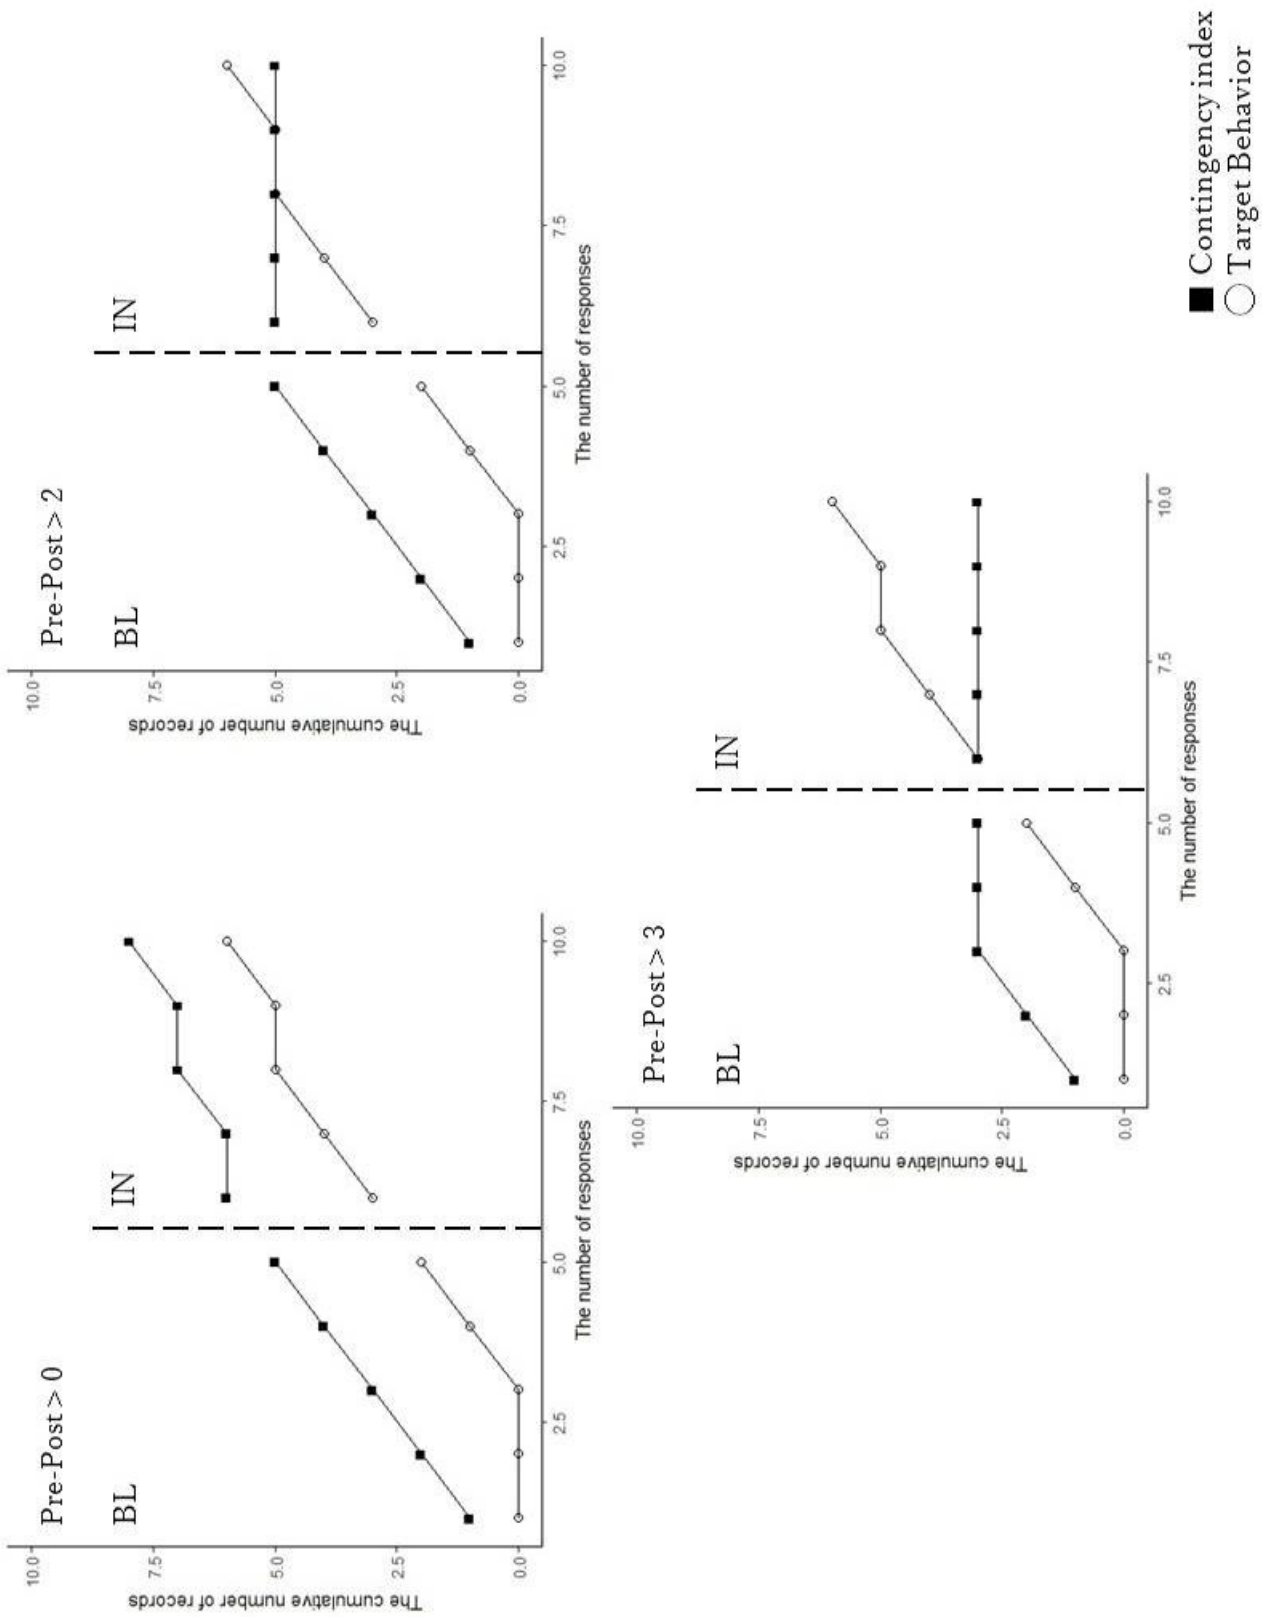 Pre-Post > 0
BL
IN
10.0
7.5
5.0
2.5
0.0
The cumulative number of records
2.5
5.0
7.5
10.0
The number of responses
Pre-Post > 2
BL
IN
10.0
7.5
5.0
2.5
0.0
The cumulative number of records
2.5
5.0
7.5
10.0
The number of responses
Pre-Post > 3
BL
IN
10.0
7.5
5.0
2.5
0.0
The cumulative number of records
2.5
5.0
7.5
10.0
The number of responses
Contingency index
Target Behavior